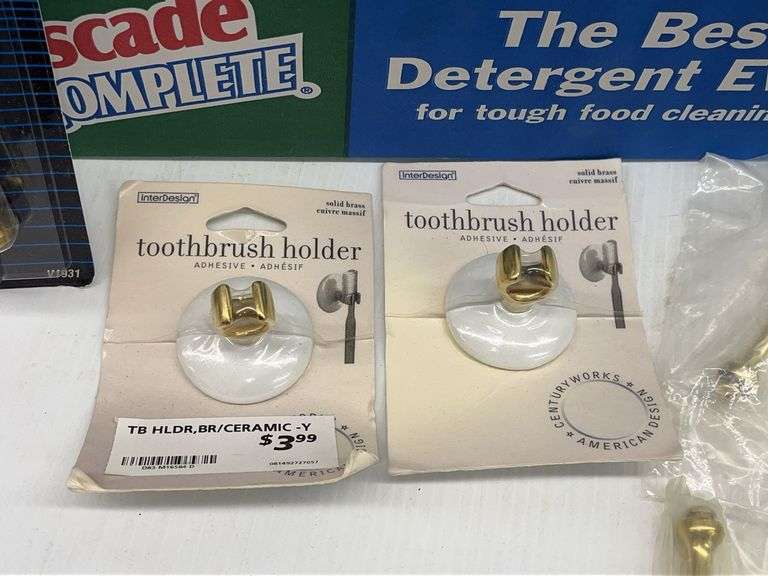 scade
OMPLETE®
The Bes
Detergent E
for tough food cleanin
V1931
InterDesign®
solid brass
cuivre massif
toothbrush holder
ADHESIVE • ADHÉSIF
TB HLDR,BR/CERAMIC -Y
$3.99
081492727057
InterDesign®
solid brass
cuivre massif
toothbrush holder
ADHESIVE • ADHÉSIF
CENTURYWORKS ★ AMERICAN DESIGN ★